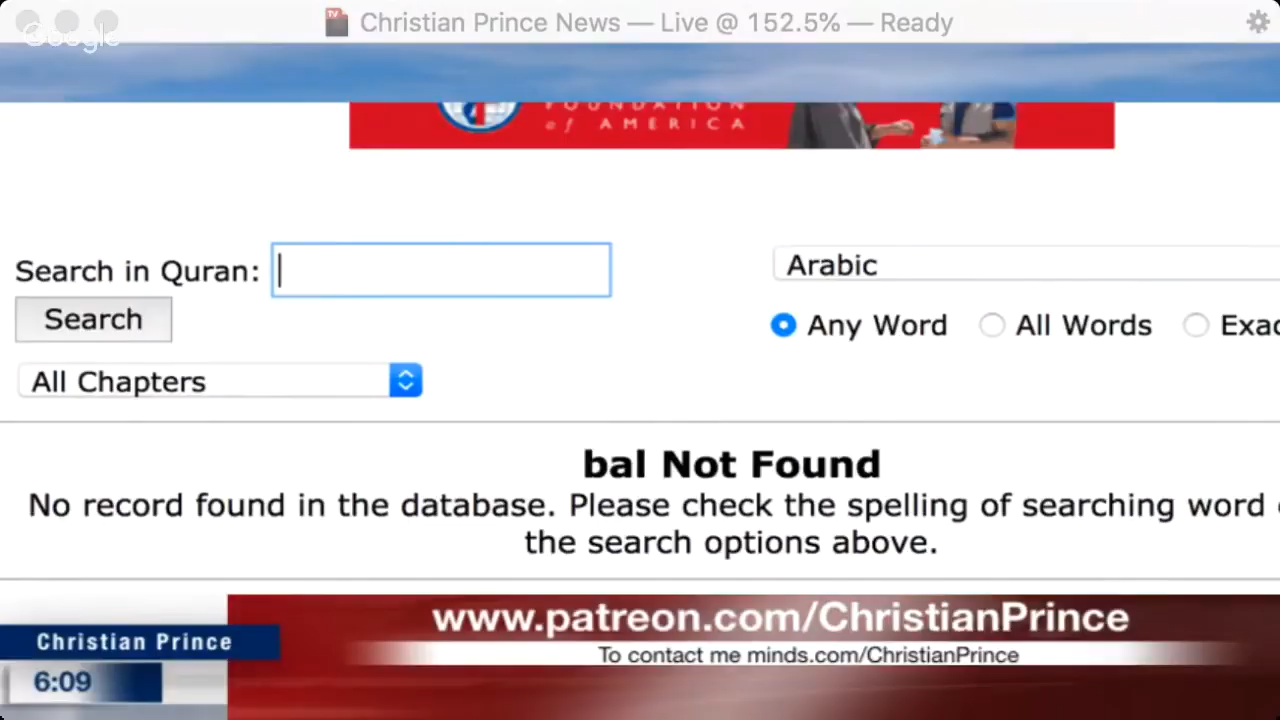 Christian Prince News — Live @ 152.5% — Ready
Google
FOUNDATION
of AMERICA
Search in Quran:
Arabic
Search
Any Word
All Words
All Chapters
bal Not Found
No record found in the database. Please check the spelling of searching word
the search options above.
www.patreon.com/ChristianPrince
To contact me minds.com/ChristianPrince
Christian Prince
6:09